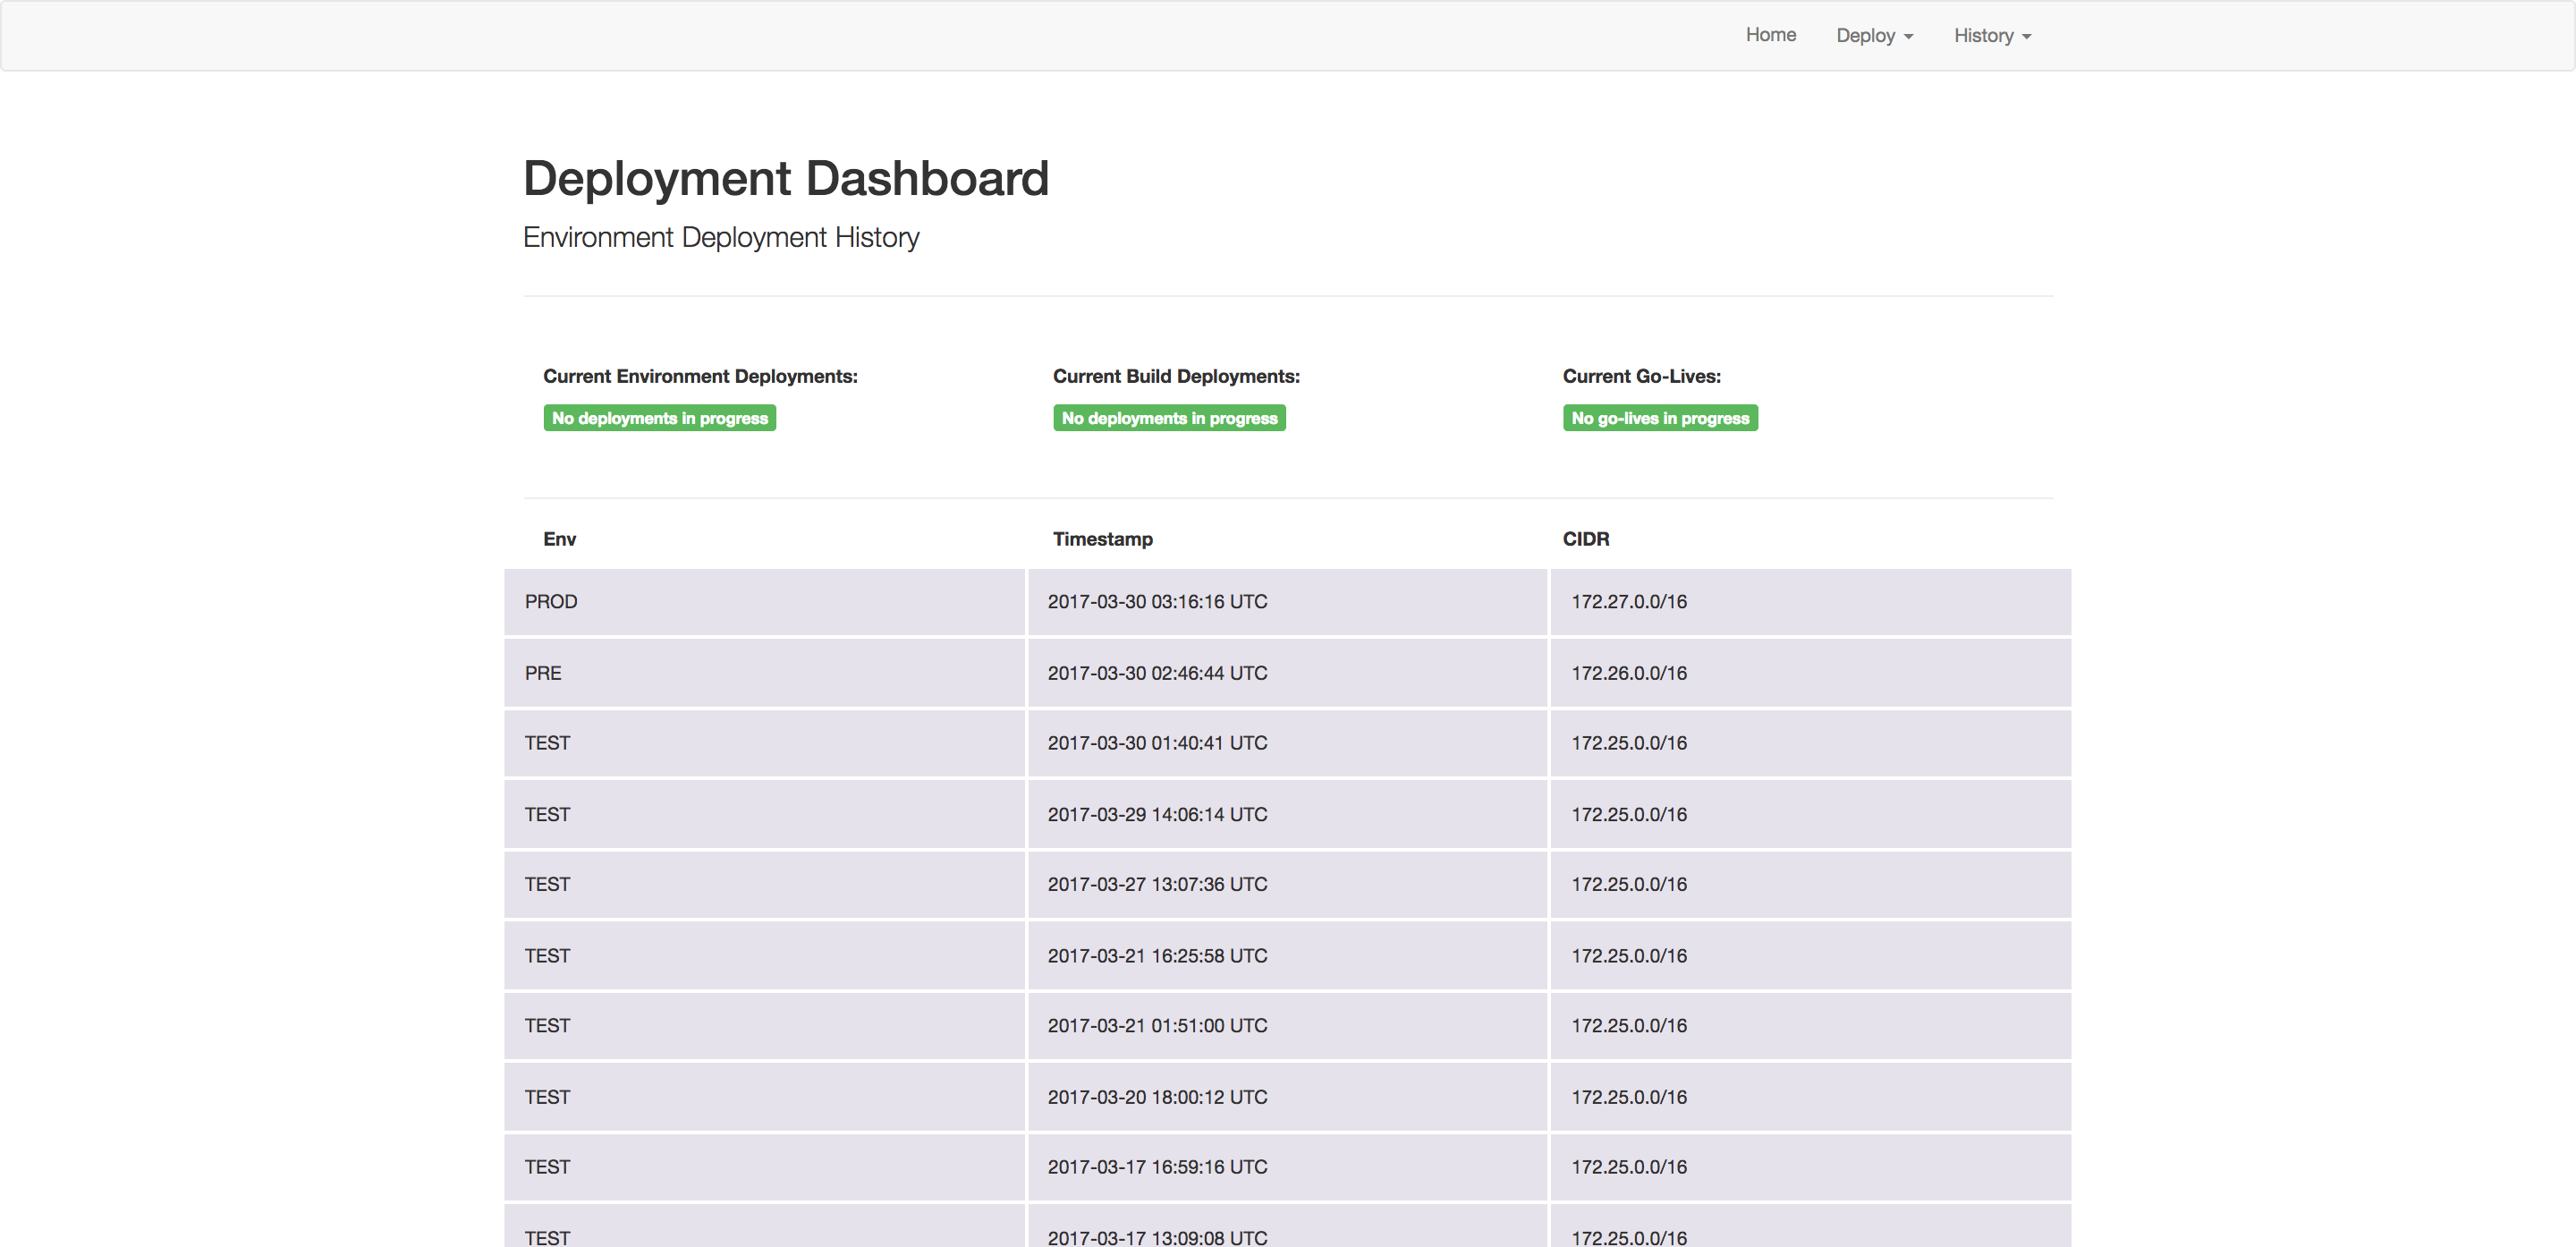 Home Deploy History
Deployment Dashboard
Environment Deployment History
Current Environment Deployments: Current Build Deployments: Current Go-Lives:
No deployments in progress No deployments in progress No go-lives in progress
Env Timestamp CIDR
PROD 2017-03-30 03:16:16 UTC 172.27.0.0/16
PRE 2017-03-30 02:46:44 UTC 172.26.0.0/16
TEST 2017-03-30 01:40:41 UTC 172.25.0.0/16
TEST 2017-03-29 14:06:14 UTC 172.25.0.0/16
TEST 2017-03-27 13:07:36 UTC 172.25.0.0/16
TEST 2017-03-21 16:25:58 UTC 172.25.0.0/16
TEST 2017-03-21 01:51:00 UTC 172.25.0.0/16
TEST 2017-03-20 18:00:12 UTC 172.25.0.0/16
TEST 2017-03-17 16:59:16 UTC 172.25.0.0/16
TEST 2017-03-17 13:09:08 UTC 172.25.0.0/16